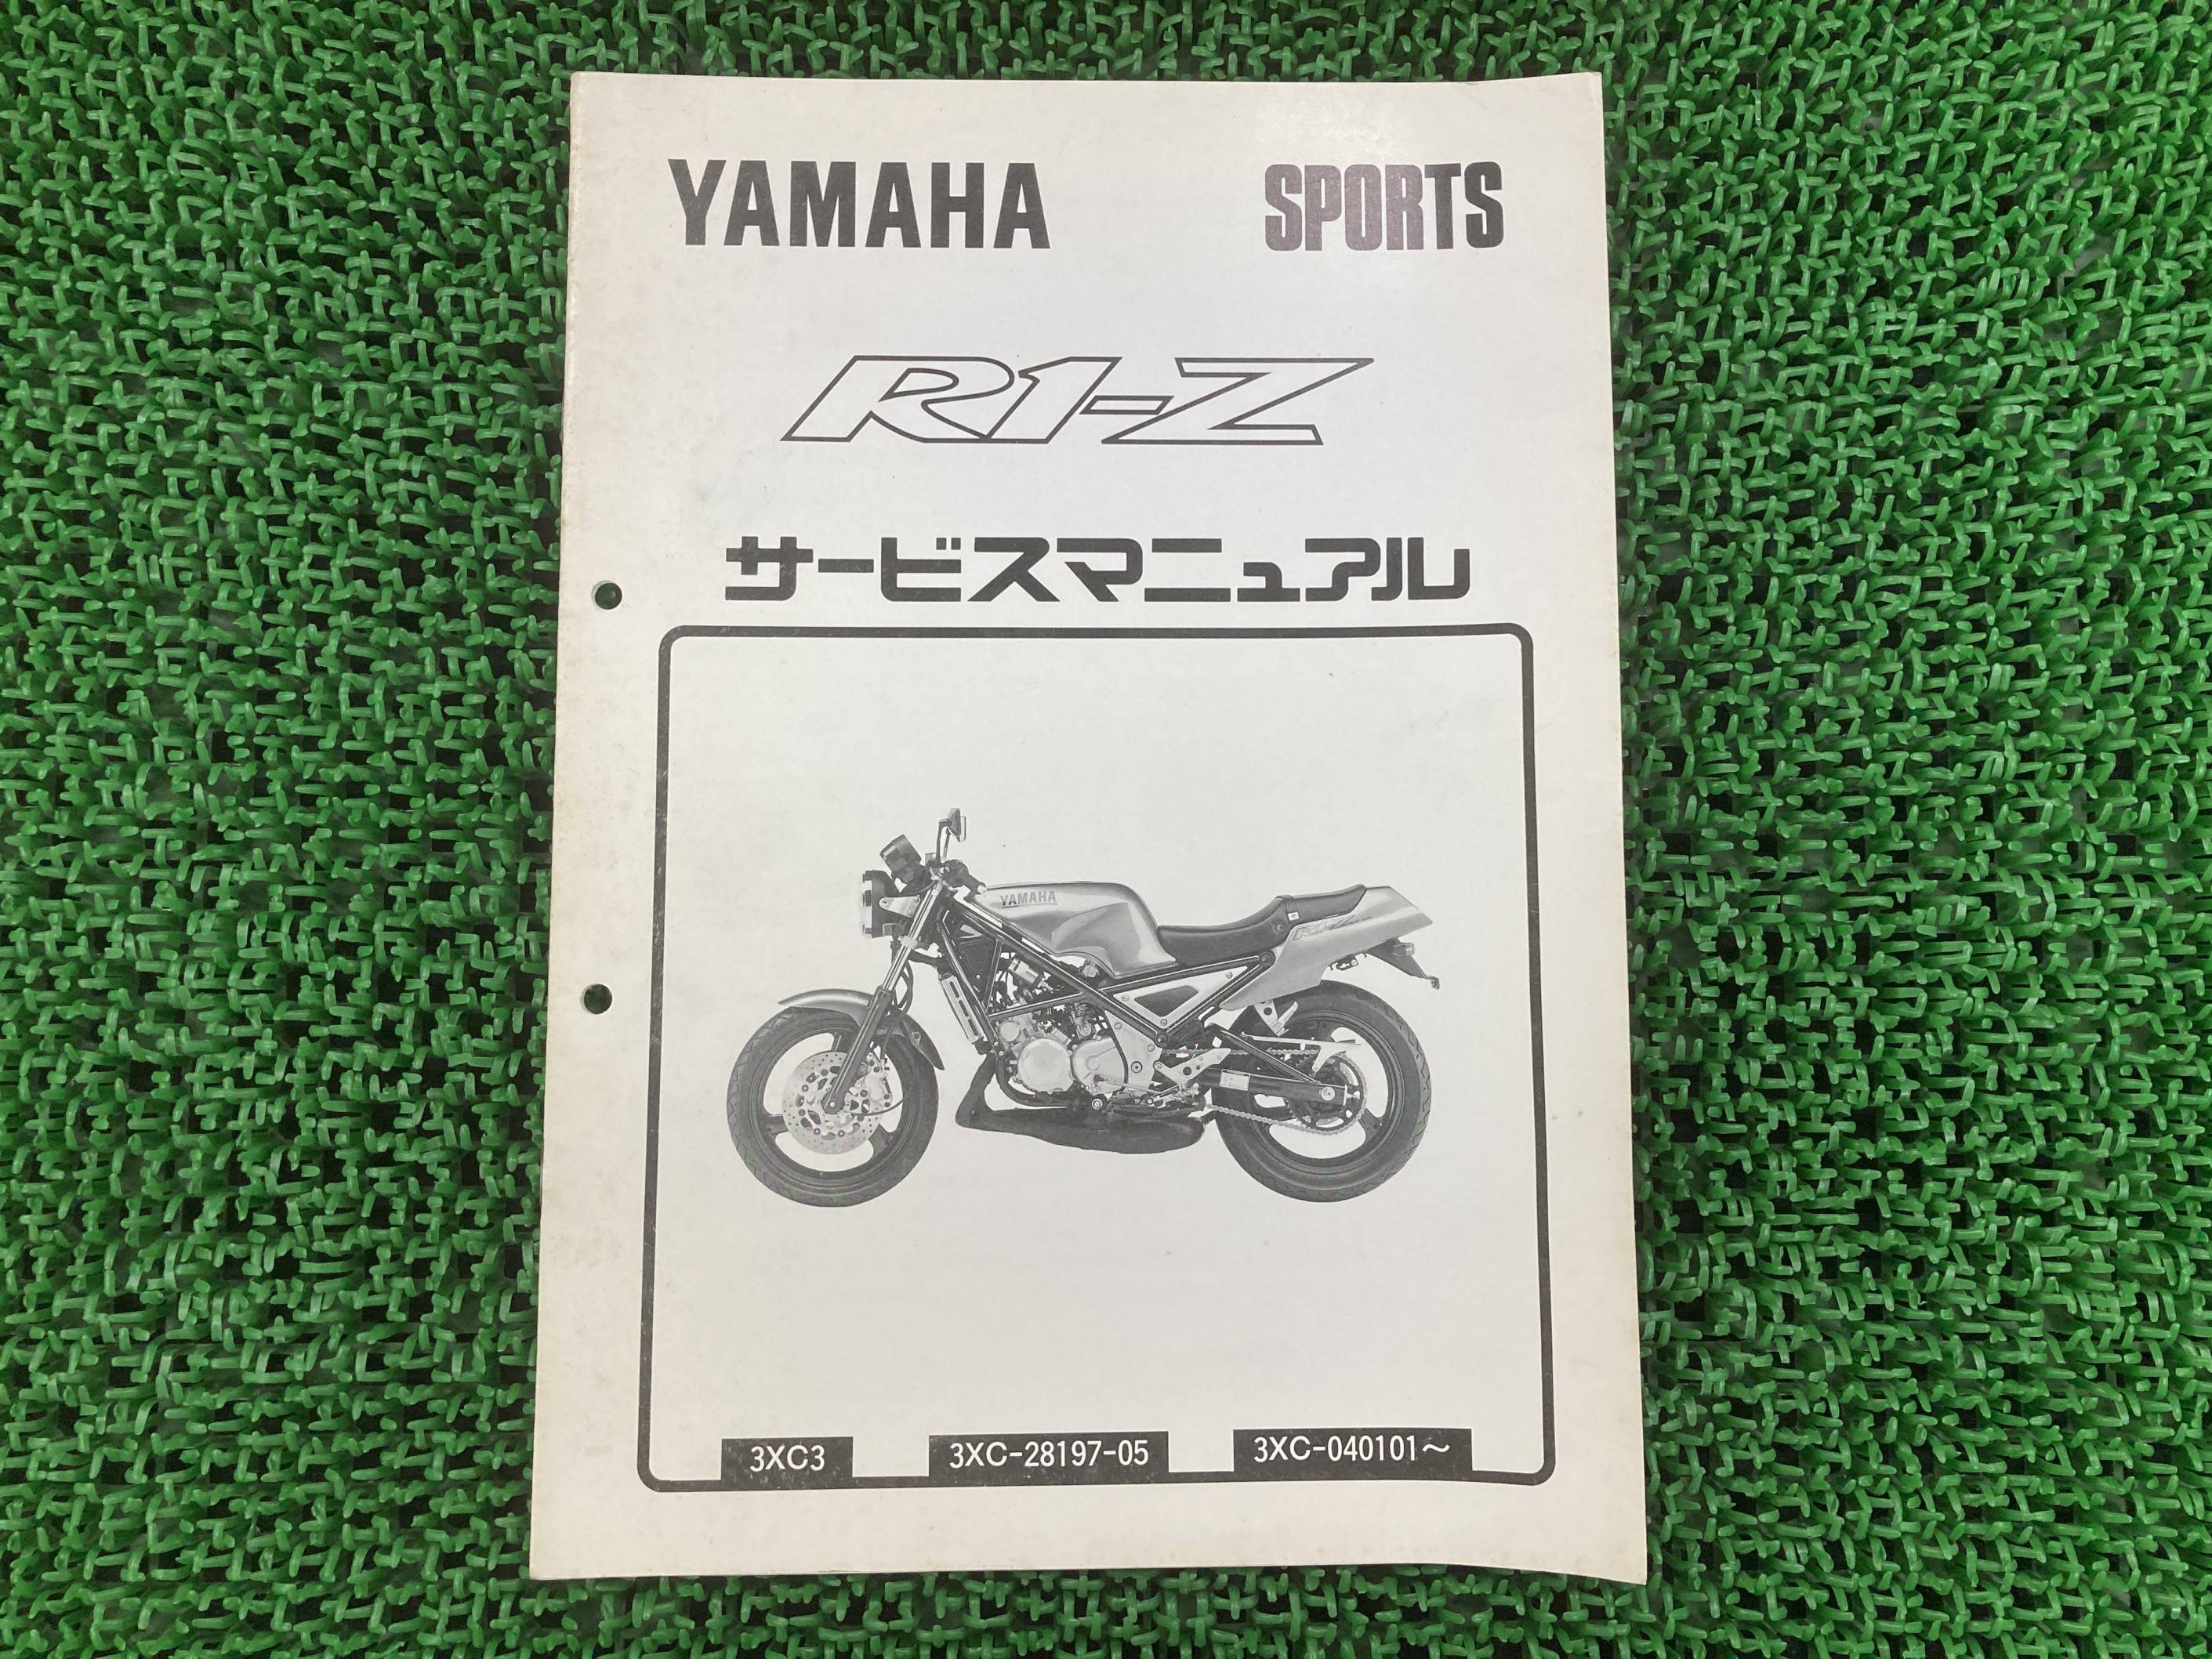 YAMAHA SPORTS
R1-Z
サービスマニュアル
YAMAHA
R1-Z
3XC3 3XC-28197-05 3XC-040101～